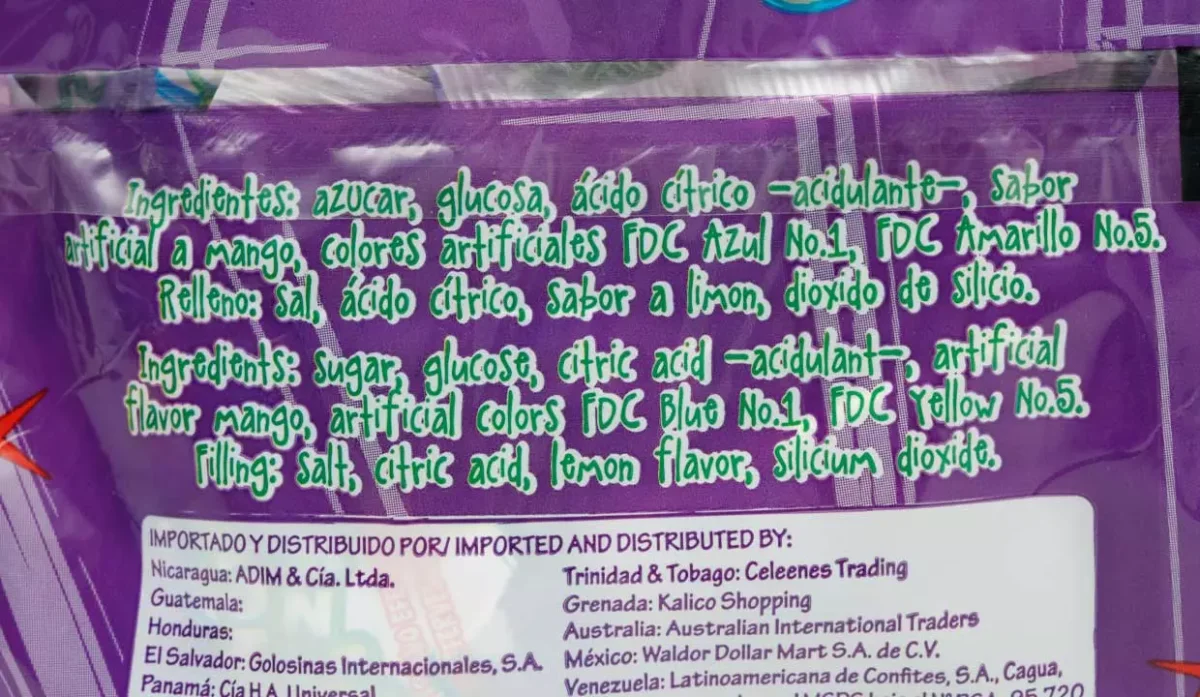 Ingredientes: azucar, glucosa, ácido cítrico –acidulante–, sabor
artificial a mango, colores artificiales FDC Azul No.1, FDC Amarillo No.5.
Relleno: sal, ácido cítrico, sabor a limon, dioxido de silicio.
Ingredients: sugar, glucose, citric acid –acidulant–, artificial
flavor mango, artificial colors FDC Blue No.1, FDC Yellow No.5.
Filling: salt, citric acid, lemon flavor, silicium dioxide.
IMPORTADO Y DISTRIBUIDO POR/ IMPORTED AND DISTRIBUTED BY:
Nicaragua: ADIM & Cía. Ltda.
Guatemala:
Honduras:
El Salvador: Golosinas Internacionales, S.A.
Panamá: Cía H.A. Universal
Trinidad & Tobago: Celeenes Trading
Grenada: Kalico Shopping
Australia: Australian International Traders
México: Waldor Dollar Mart S.A. de C.V.
Venezuela: Latinoamericana de Confites, S.A., Cagua,